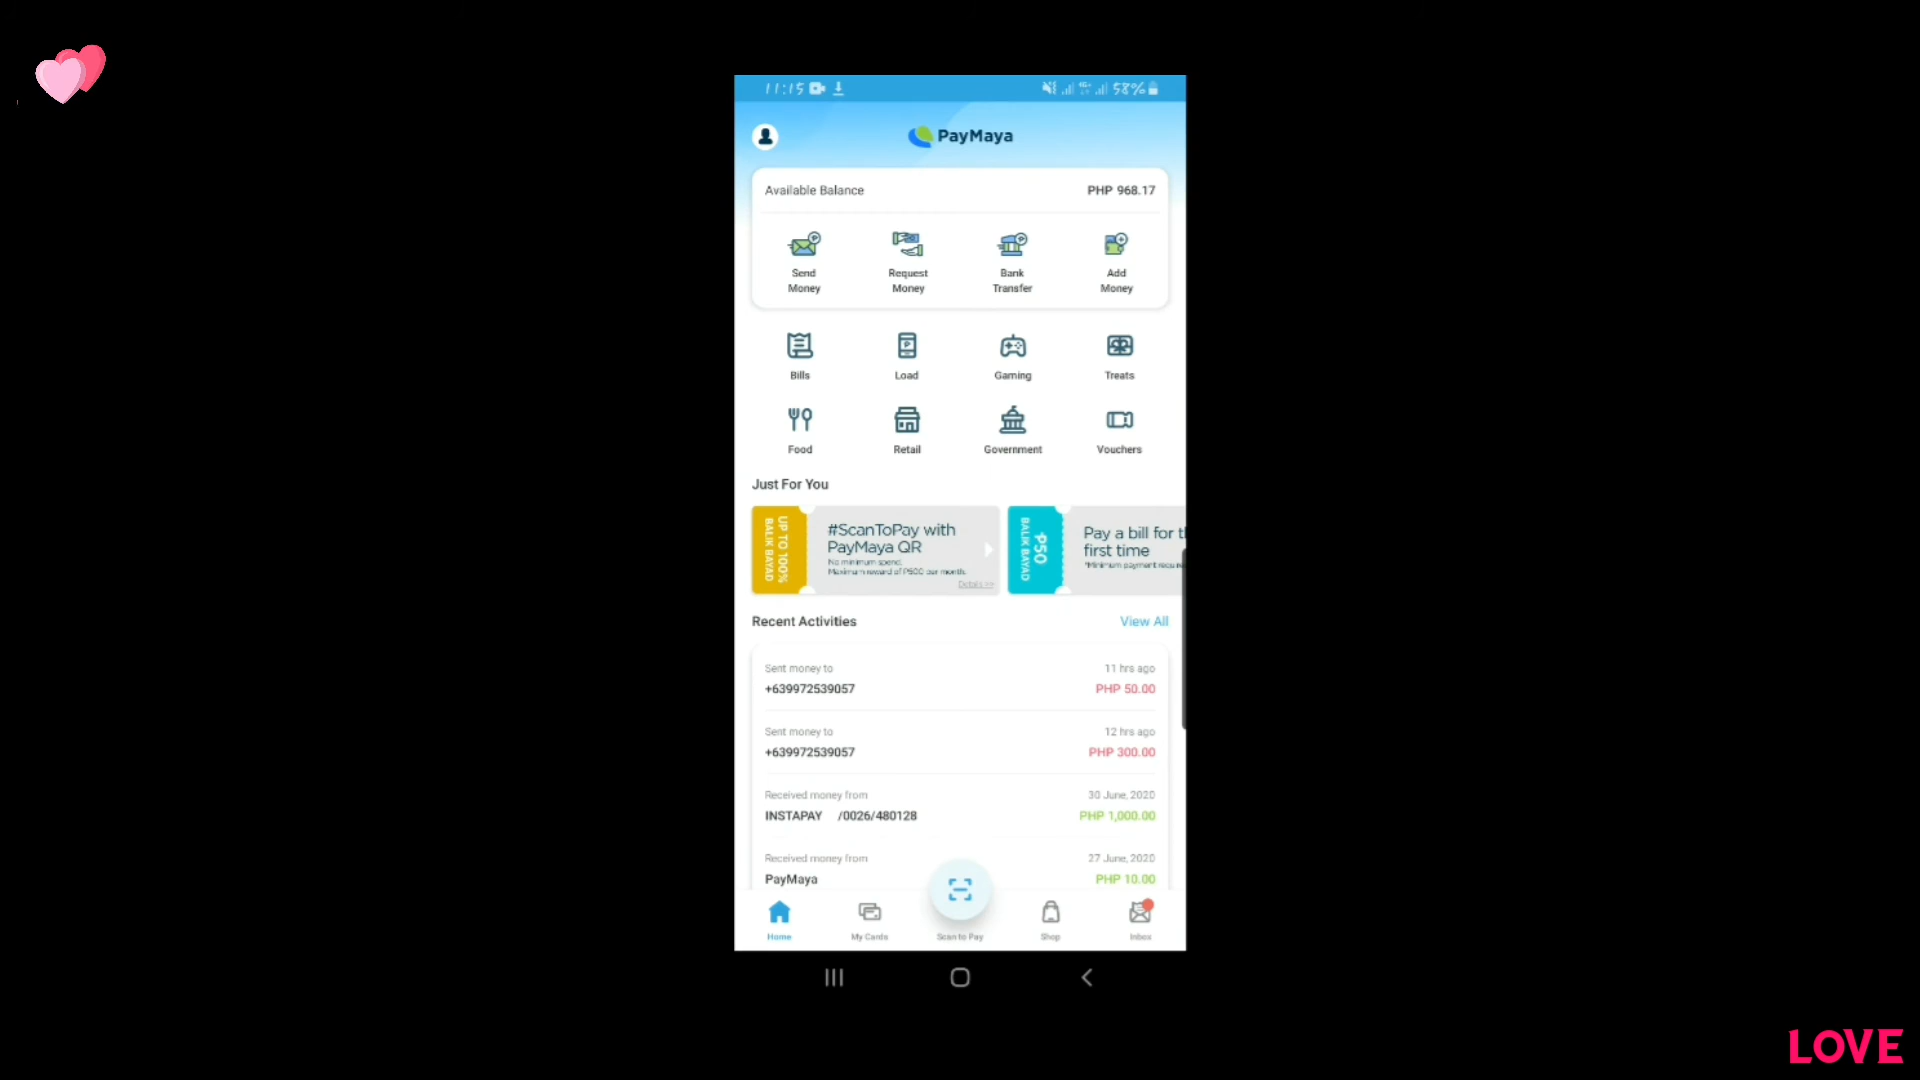 11:15
58%
PayMaya
Available Balance
PHP 968.17
Send Money
Request Money
Bank Transfer
Add Money
Bills
Load
Gaming
Treats
Food
Retail
Government
Vouchers
Just For You
UP TO 100%
BALIK BAYAD
#ScanToPay with
PayMaya QR
No minimum spend.
Maximum reward of P500 per month.
Details >>
₱50
BALIK BAYAD
Pay a bill for th
first time
*Minimum payment require
Recent Activities
View All
Sent money to
11 hrs ago
+639972539057
PHP 50.00
Sent money to
12 hrs ago
+639972539057
PHP 300.00
Received money from
30 June, 2020
INSTAPAY /0026/480128
PHP 1,000.00
Received money from
27 June, 2020
PayMaya
PHP 10.00
Home
My Cards
Scan to Pay
Shop
Inbox
LOVE